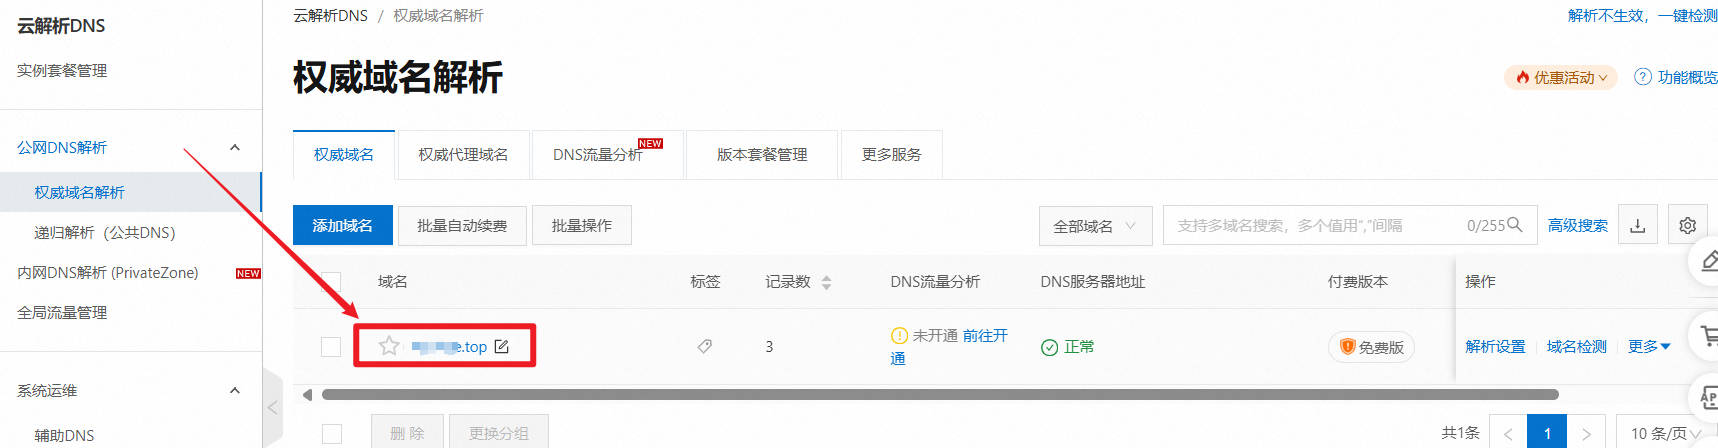 云解析DNS
实例套餐管理
公网DNS解析
权威域名解析
递归解析（公共DNS）
内网DNS解析 (PrivateZone) NEW
全局流量管理
系统运维
辅助DNS
云解析DNS / 权威域名解析
解析不生效，一键检测
权威域名解析
优惠活动
功能概览
权威域名 权威代理域名 DNS流量分析 NEW 版本套餐管理 更多服务
添加域名 批量自动续费 批量操作 全部域名 支持多域名搜索，多个值用“,”间隔 0/255 高级搜索
域名 标签 记录数 DNS流量分析 DNS服务器地址 付费版本 操作
e.top 3 未开通 前往开通 正常 免费版 解析设置 域名检测 更多
删 除 更换分组 共1条 1 10 条/页